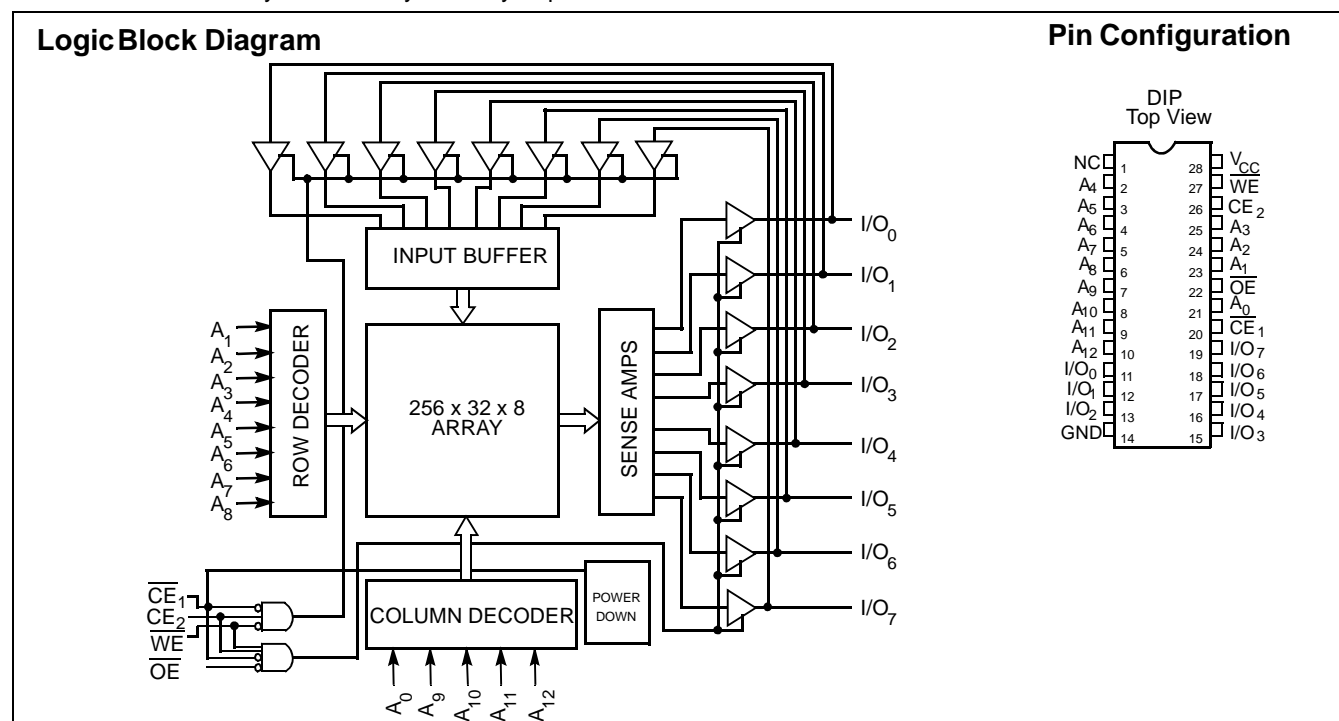 Logic Block Diagram
INPUT BUFFER
A1
A2
A3
A4
A5
A6
A7
A8
ROW DECODER
256 x 32 x 8
ARRAY
SENSE AMPS
I/O0
I/O1
I/O2
I/O3
I/O4
I/O5
I/O6
I/O7
CE1
CE2
WE
OE
COLUMN DECODER
POWER
DOWN
A0
A9
A10
A11
A12
Pin Configuration
DIP
Top View
NC 1 28 VCC
A4 2 27 WE
A5 3 26 CE2
A6 4 25 A3
A7 5 24 A2
A8 6 23 A1
A9 7 22 OE
A10 8 21 A0
A11 9 20 CE1
A12 10 19 I/O7
I/O0 11 18 I/O6
I/O1 12 17 I/O5
I/O2 13 16 I/O4
GND 14 15 I/O3